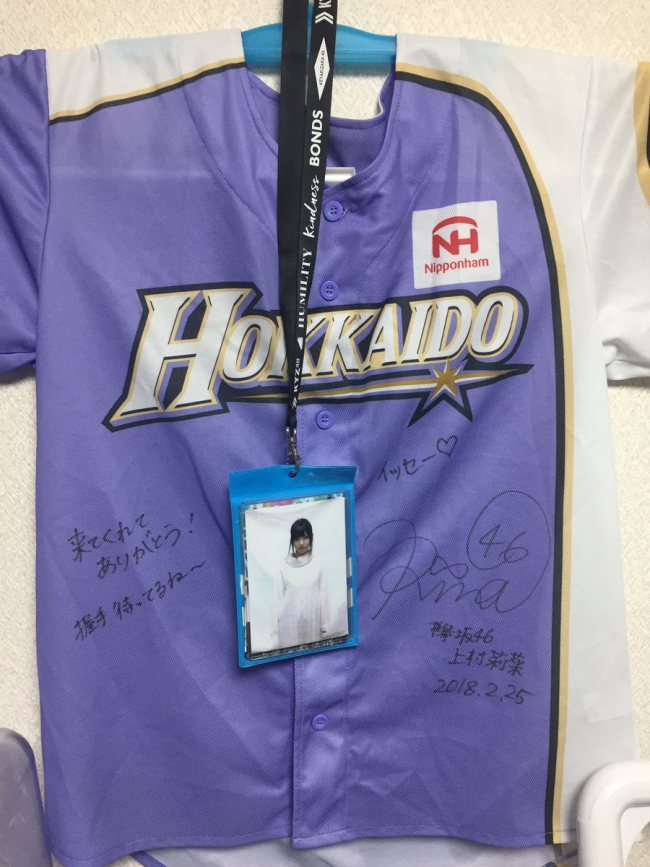 BONDS
Kindness
HUMILITY
KEYAKIZAKA 46
NH
Nipponham
HOKKAIDO
イッセー♡
来てくれて
ありがとう!
握手待ってるね〜
46
Rina
欅坂46
上村莉菜
2018.2.25